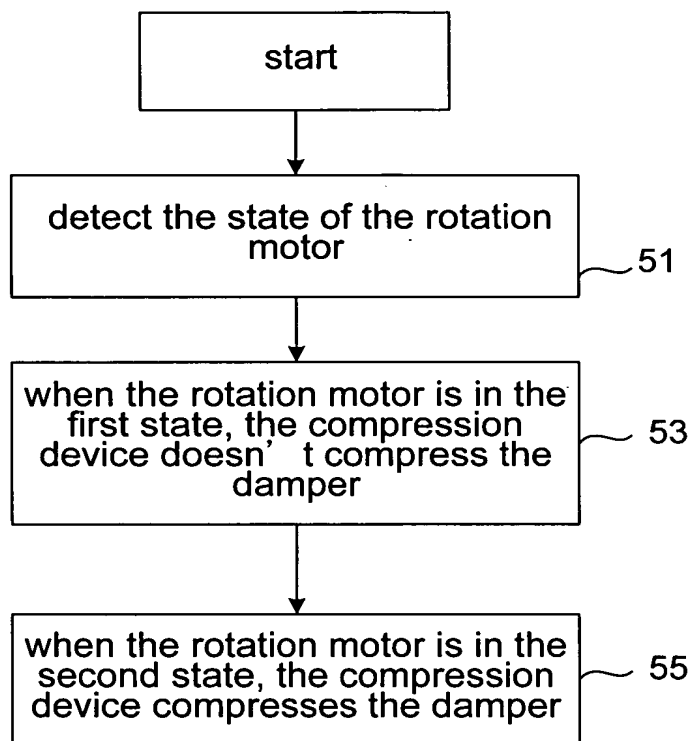 start
detect the state of the rotation
motor
51
when the rotation motor is in the
first state, the compression
device doesn' t compress the
damper
53
when the rotation motor is in the
second state, the compression
device compresses the damper
55